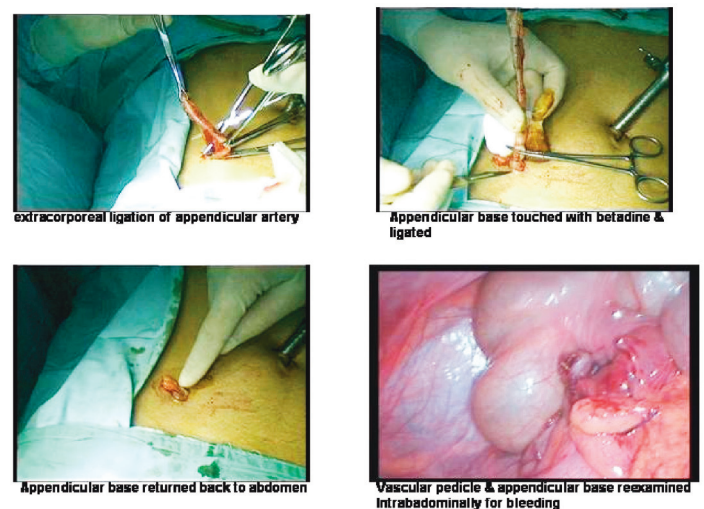 extracorporeal ligation of appendicular artery
Appendicular base touched with betadine &
ligated
Appendicular base returned back to abdomen
Vascular pedicle & appendicular base reexamined
intrabadominally for bleeding